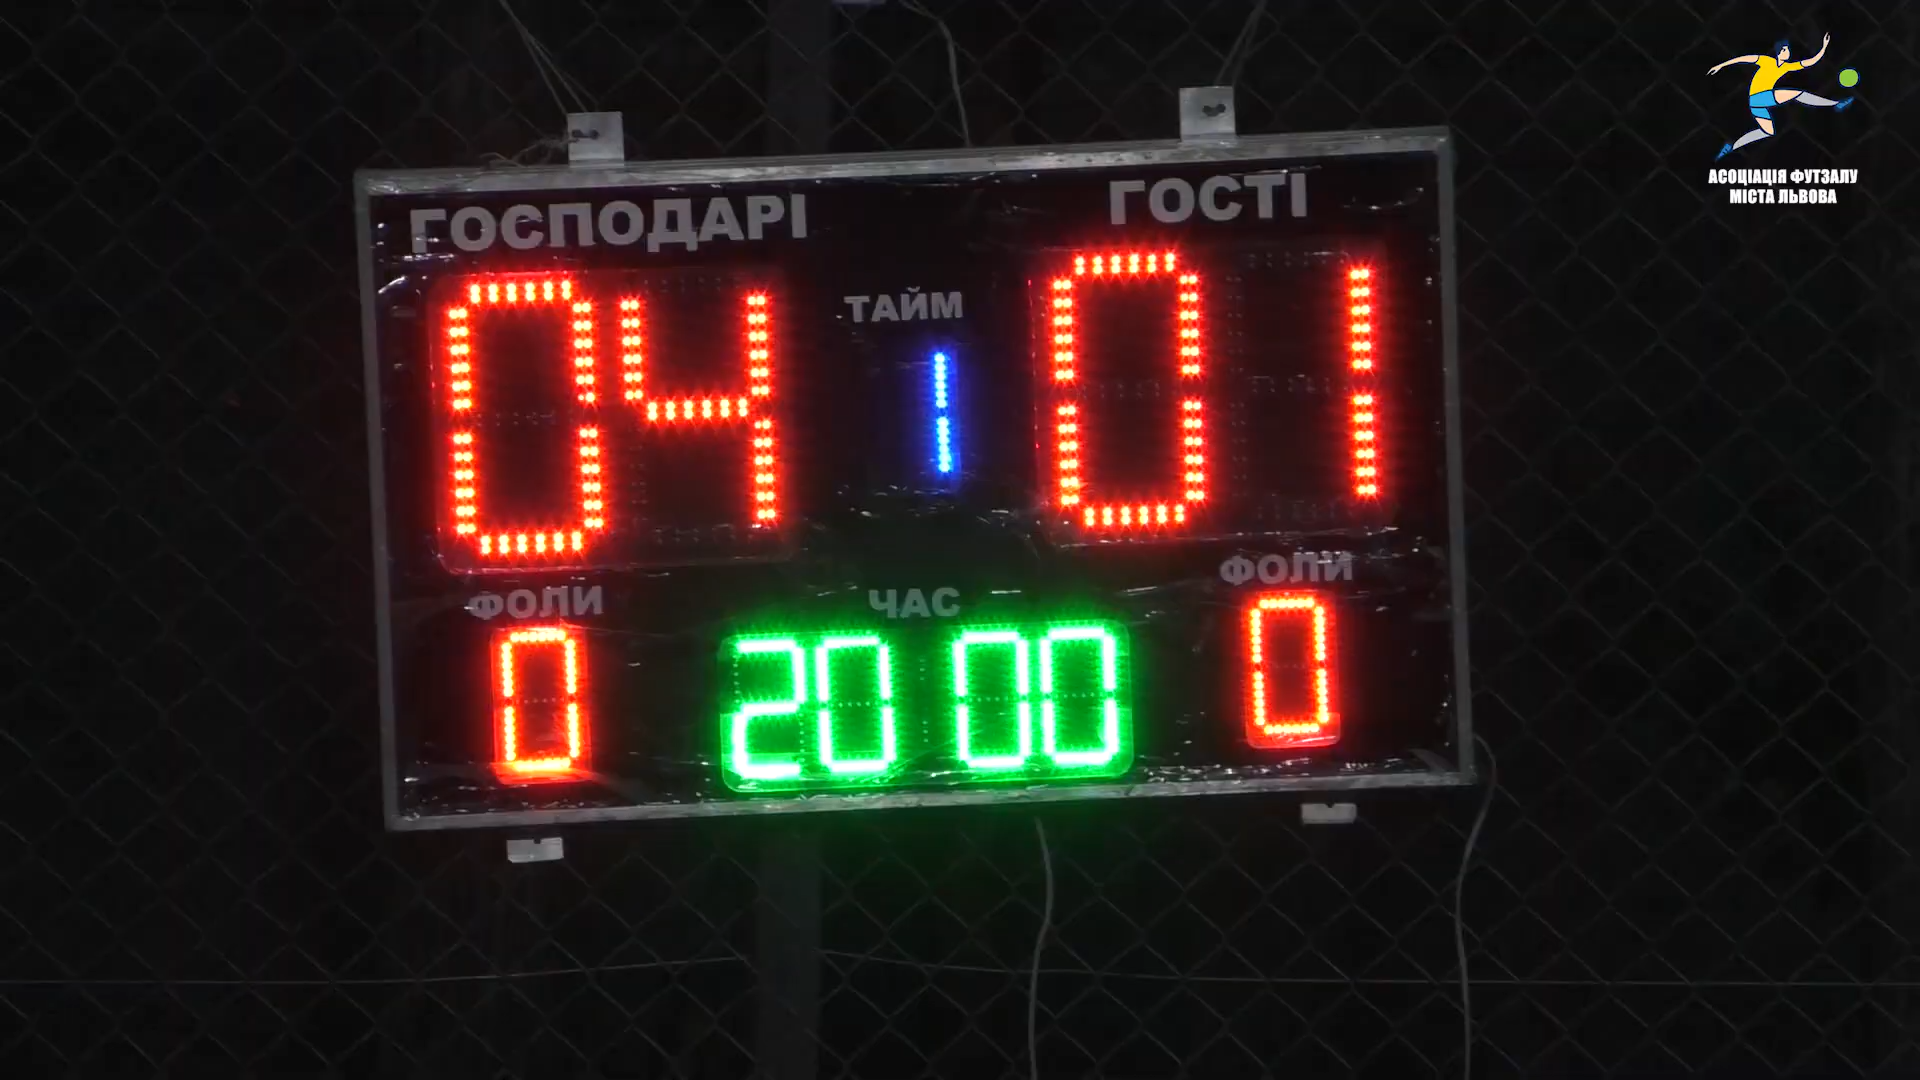 ГОСПОДАРІ
ГОСТІ
04
ТАЙМ
1
01
ФОЛИ
ЧАС
ФОЛИ
0
20 00
0
АСОЦІАЦІЯ ФУТЗАЛУ
МІСТА ЛЬВОВА